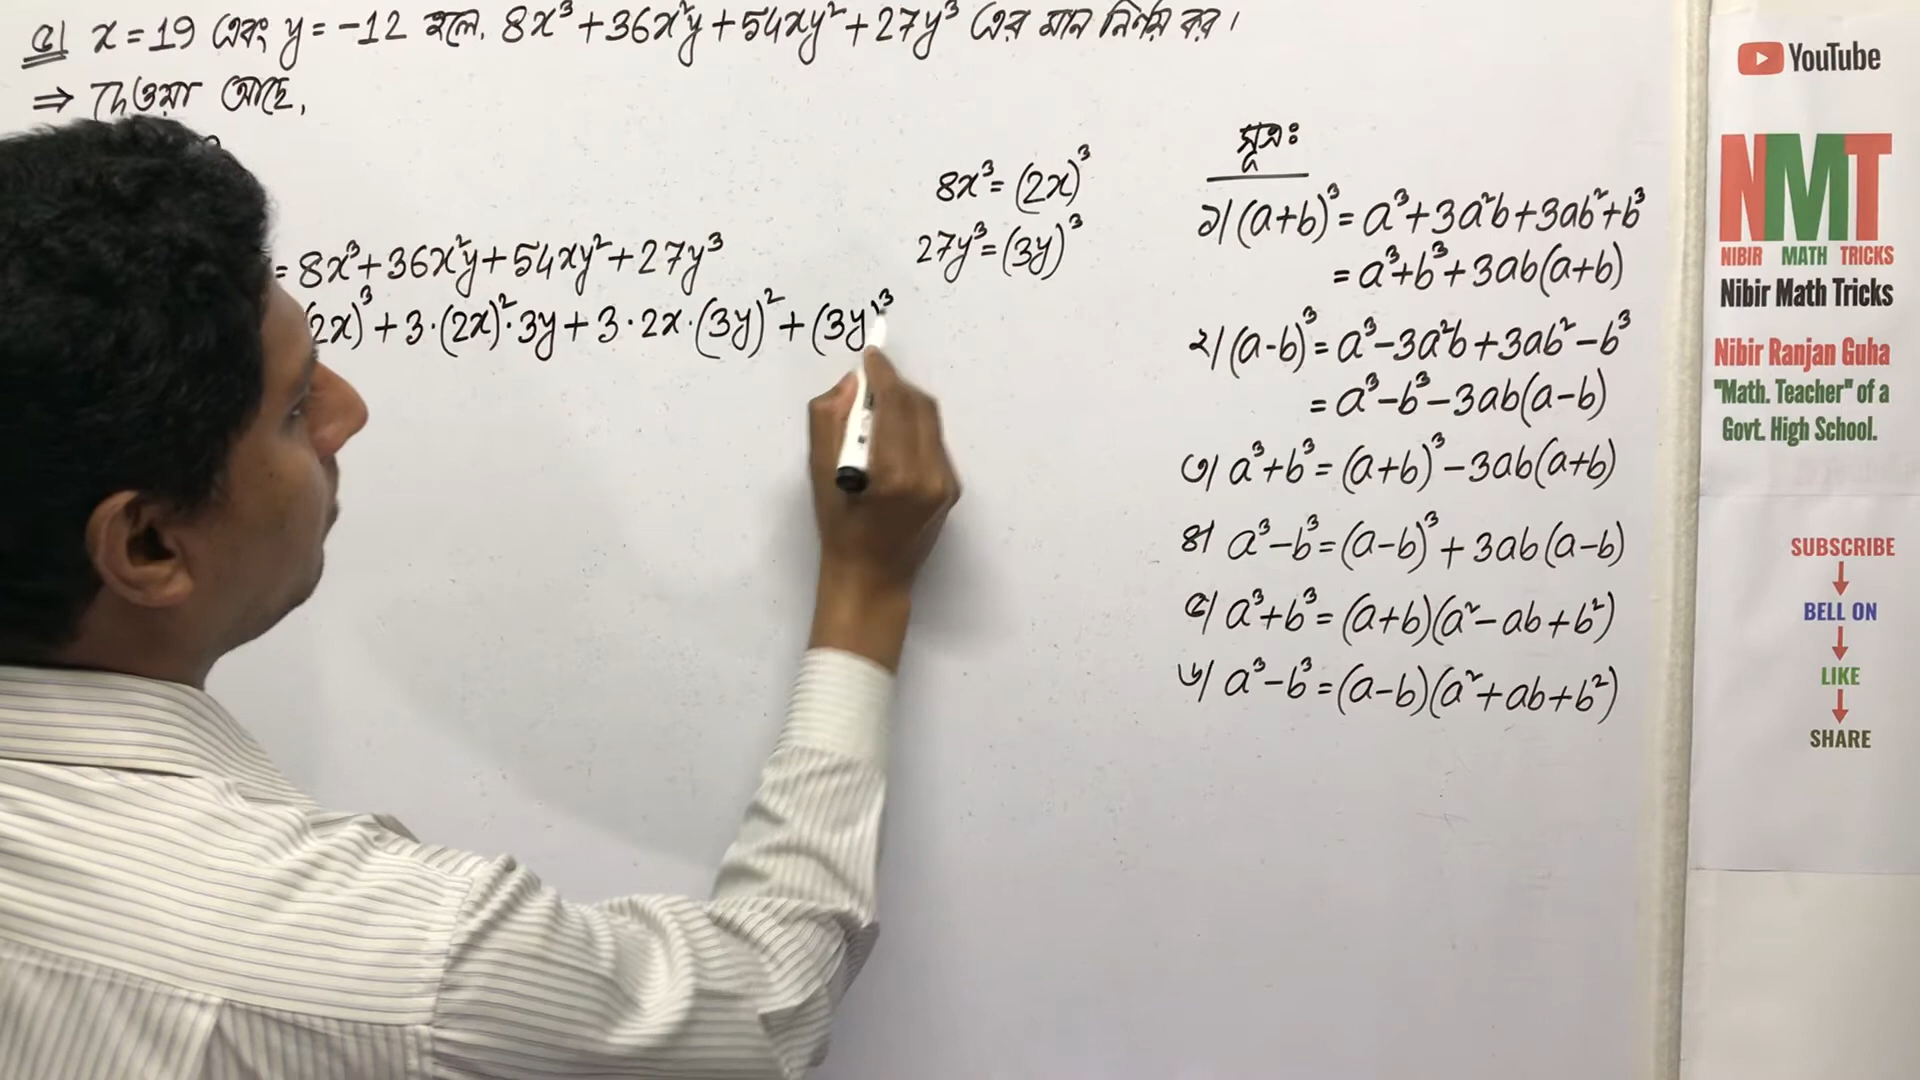 ৫। x = 19 এবং y = -12 হলে, 8x³ + 36x²y + 54xy² + 27y³ এর মান নির্ণয় কর।
⇒ দেওয়া আছে,
= 8x³ + 36x²y + 54xy² + 27y³
(2x)³ + 3·(2x)²·3y + 3·2x·(3y)² + (3y)³
8x³ = (2x)³
27y³ = (3y)³
সূত্রঃ
১। (a+b)³ = a³ + 3a²b + 3ab² + b³
= a³ + b³ + 3ab(a+b)
২। (a-b)³ = a³ - 3a²b + 3ab² - b³
= a³ - b³ - 3ab(a-b)
৩। a³ + b³ = (a+b)³ - 3ab(a+b)
৪। a³ - b³ = (a-b)³ + 3ab(a-b)
৫। a³ + b³ = (a+b)(a² - ab + b²)
৬। a³ - b³ = (a-b)(a² + ab + b²)
YouTube
NMT
NIBIR MATH TRICKS
Nibir Math Tricks
Nibir Ranjan Guha
"Math. Teacher" of a
Govt. High School.
SUBSCRIBE
BELL ON
LIKE
SHARE